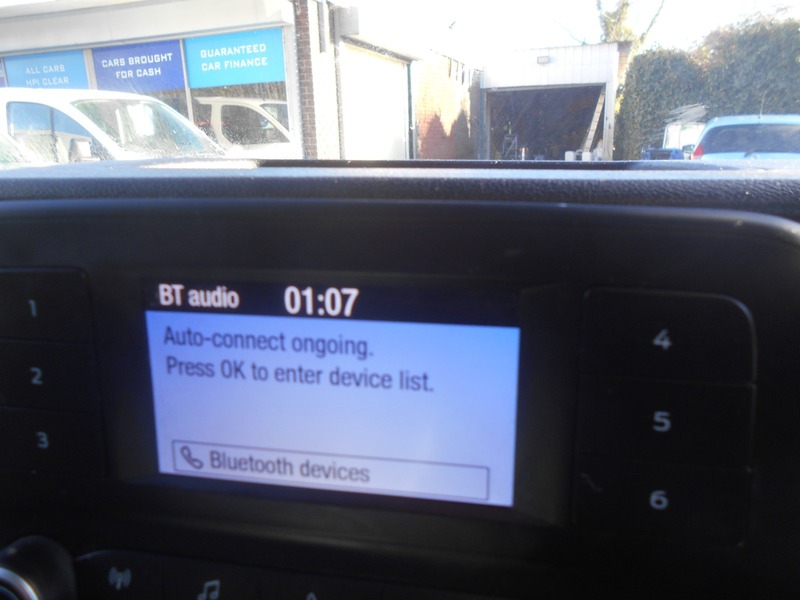 ALL CARS
HPI CLEAR
CARS BROUGHT
FOR CASH
GUARANTEED
CAR FINANCE
BT audio 01:07
Auto-connect ongoing.
Press OK to enter device list.
Bluetooth devices
1
2
3
4
5
6